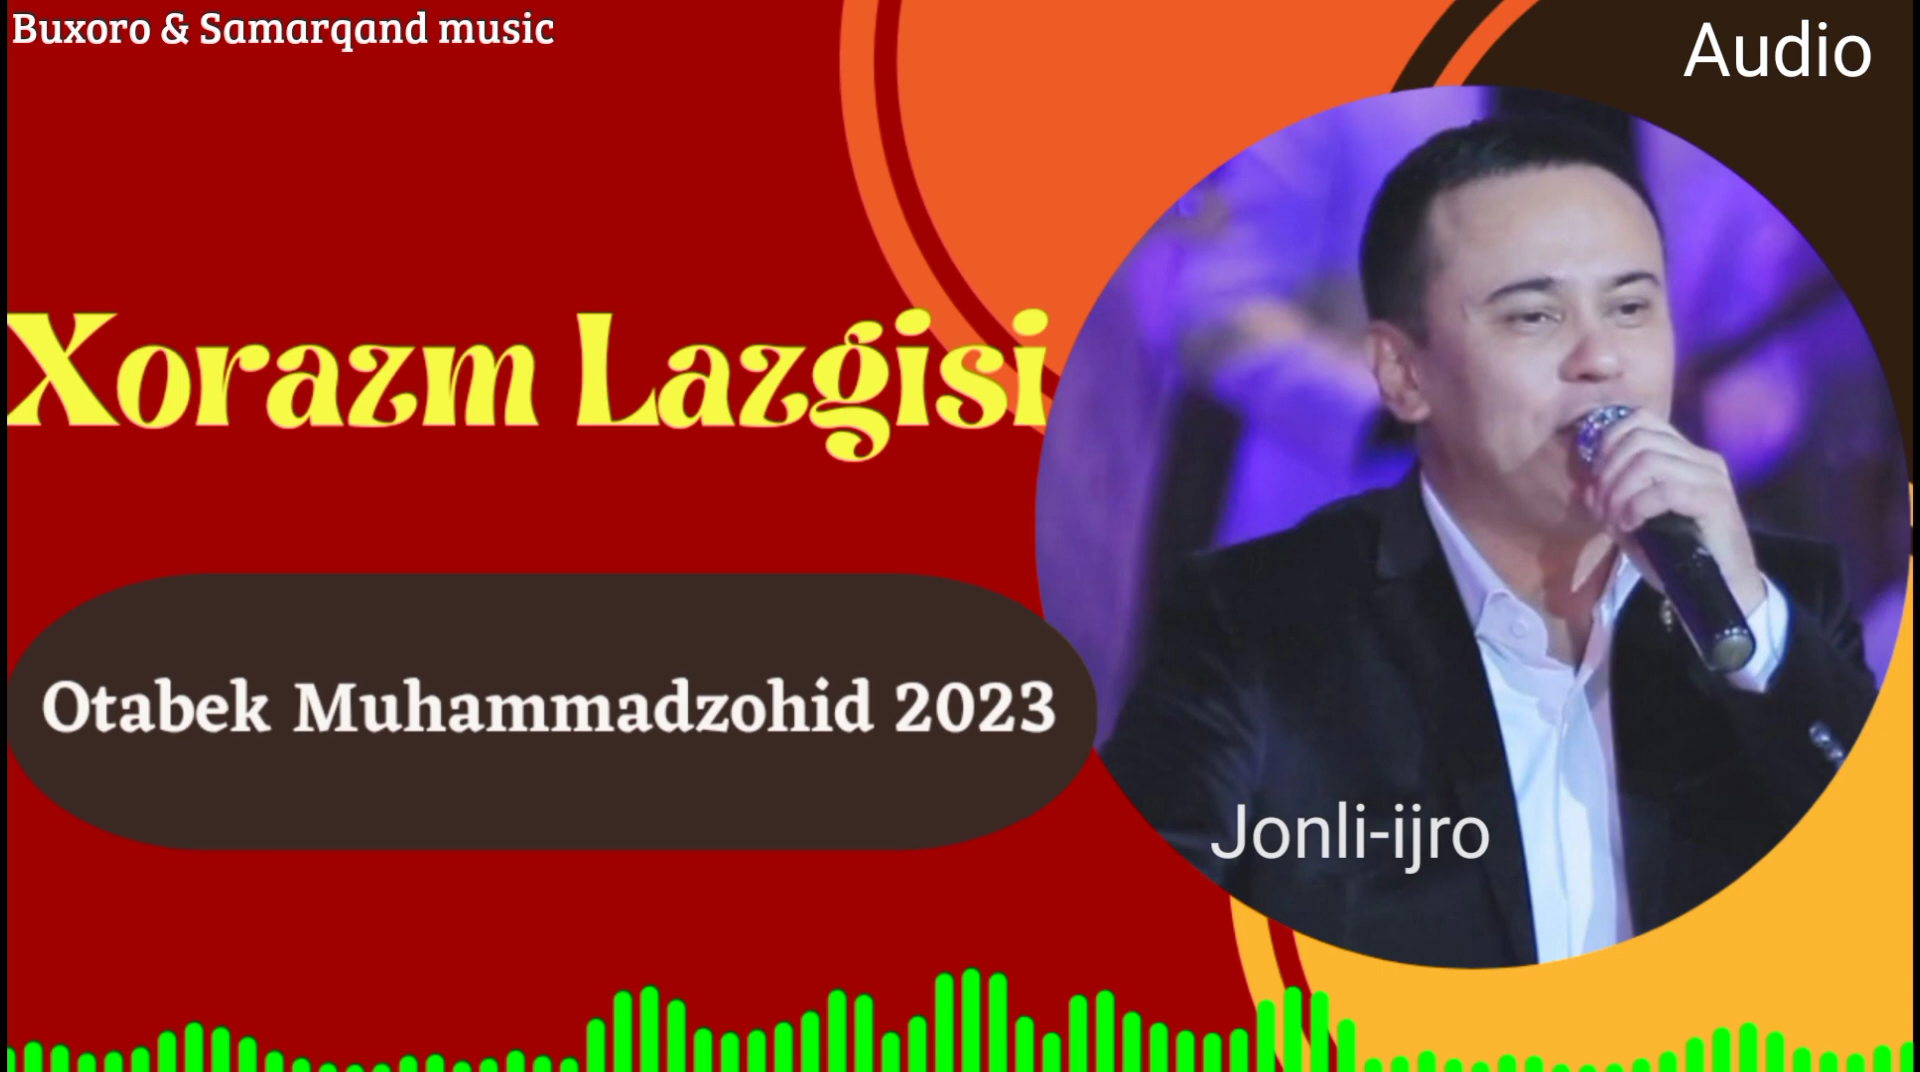 Buxoro & Samarqand music
Audio
Xorazm Lazgisi
Otabek Muhammadzohid 2023
Jonli-ijro